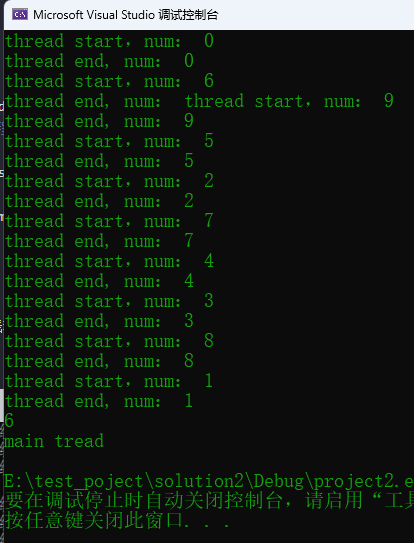 Microsoft Visual Studio 调试控制台
thread start，num： 0
thread end, num： 0
thread start，num： 6
thread end, num： thread start，num： 9
thread end, num： 9
thread start，num： 5
thread end, num： 5
thread start，num： 2
thread end, num： 2
thread start，num： 7
thread end, num： 7
thread start，num： 4
thread end, num： 4
thread start，num： 3
thread end, num： 3
thread start，num： 8
thread end, num： 8
thread start，num： 1
thread end, num： 1
6
main tread
E:\test_poject\solution2\Debug\project2.e
要在调试停止时自动关闭控制台，请启用“工具
按任意键关闭此窗口. . .